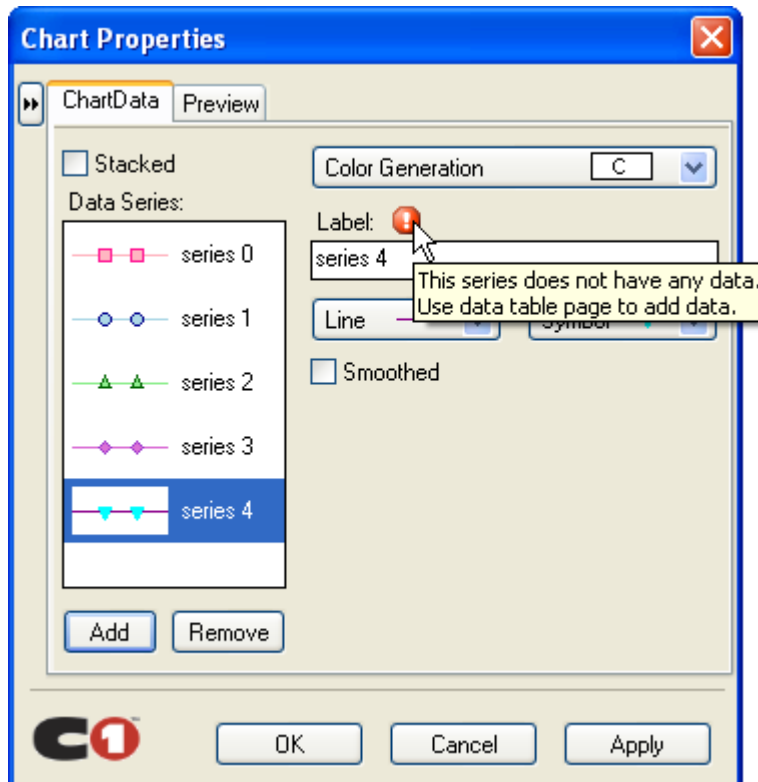 Chart Properties
ChartData
Preview
Stacked
Color Generation
C
Data Series:
Label:
series 0
series 4
This series does not have any data.
Use data table page to add data.
series 1
Line
Symbol
series 2
Smoothed
series 3
series 4
Add
Remove
C1
OK
Cancel
Apply